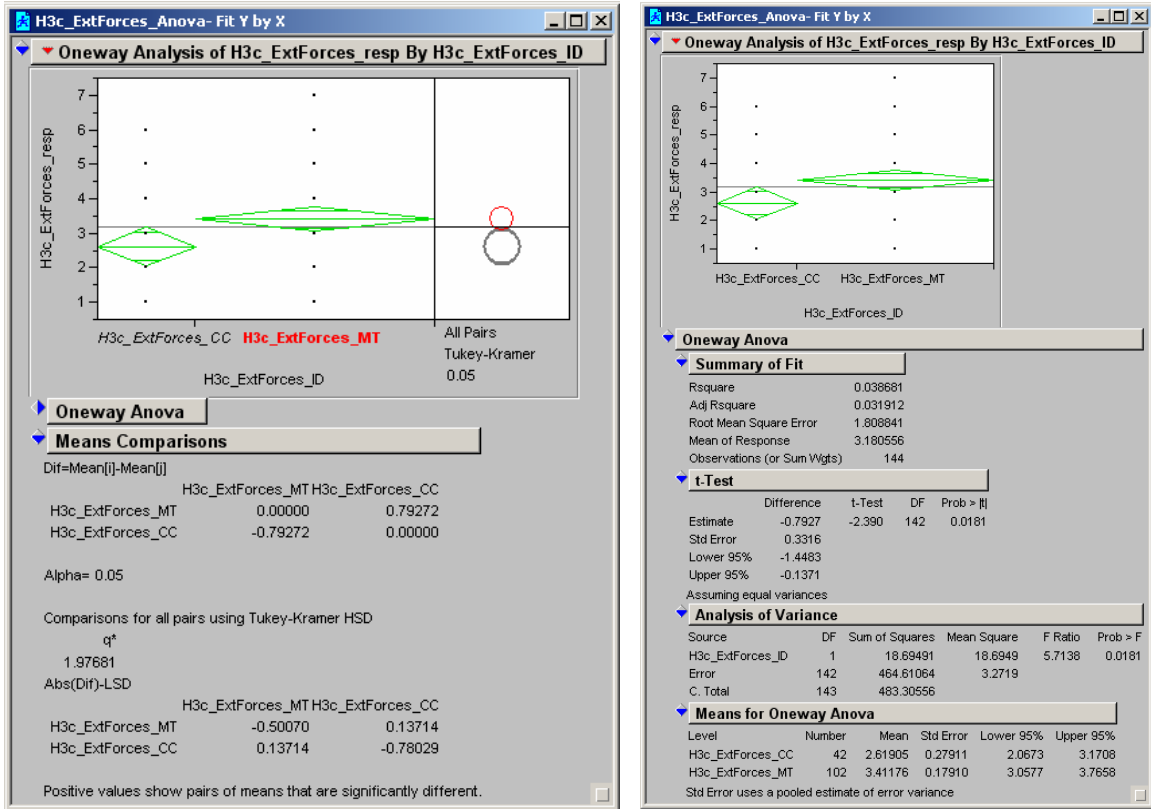 H3c_ExtForces_Anova- Fit Y by X
Oneway Analysis of H3c_ExtForces_resp By H3c_ExtForces_ID
7
6
5
4
3
2
1
H3c_ExtForces_resp
H3c_ExtForces_CC H3c_ExtForces_MT
All Pairs
Tukey-Kramer
0.05
H3c_ExtForces_ID
Oneway Anova
Means Comparisons
Dif=Mean[i]-Mean[j]
H3c_ExtForces_MT H3c_ExtForces_CC
H3c_ExtForces_MT 0.00000 0.79272
H3c_ExtForces_CC -0.79272 0.00000
Alpha= 0.05
Comparisons for all pairs using Tukey-Kramer HSD
q*
1.97681
Abs(Dif)-LSD
H3c_ExtForces_MT H3c_ExtForces_CC
H3c_ExtForces_MT -0.50070 0.13714
H3c_ExtForces_CC 0.13714 -0.78029
Positive values show pairs of means that are significantly different.
H3c_ExtForces_Anova- Fit Y by X
Oneway Analysis of H3c_ExtForces_resp By H3c_ExtForces_ID
7
6
5
4
3
2
1
H3c_ExtForces_resp
H3c_ExtForces_CC H3c_ExtForces_MT
H3c_ExtForces_ID
Oneway Anova
Summary of Fit
Rsquare 0.038681
Adj Rsquare 0.031912
Root Mean Square Error 1.808841
Mean of Response 3.180556
Observations (or Sum Wgts) 144
t-Test
Difference t-Test DF Prob > |t|
Estimate -0.7927 -2.390 142 0.0181
Std Error 0.3316
Lower 95% -1.4483
Upper 95% -0.1371
Assuming equal variances
Analysis of Variance
Source DF Sum of Squares Mean Square F Ratio Prob > F
H3c_ExtForces_ID 1 18.69491 18.6949 5.7138 0.0181
Error 142 464.61064 3.2719
C. Total 143 483.30556
Means for Oneway Anova
Level Number Mean Std Error Lower 95% Upper 95%
H3c_ExtForces_CC 42 2.61905 0.27911 2.0673 3.1708
H3c_ExtForces_MT 102 3.41176 0.17910 3.0577 3.7658
Std Error uses a pooled estimate of error variance